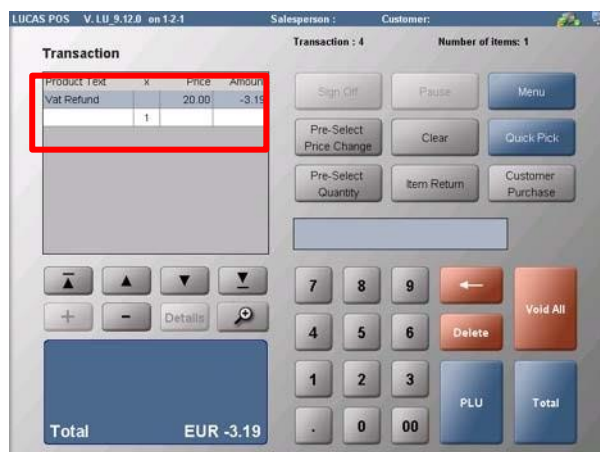 LUCAS POS V. LU_9.12.0 on 1-2-1 Salesperson : Customer:
Transaction
Transaction : 4 Number of items: 1
Product Text x Price Amount
Vat Refund 20.00 -3.19
1
Sign Off Pause Menu
Pre-Select Price Change Clear Quick Pick
Pre-Select Quantity Item Return Customer Purchase
7 8 9
Void All
+ - Details
4 5 6 Delete
1 2 3
PLU Total
Total EUR -3.19
. 0 00